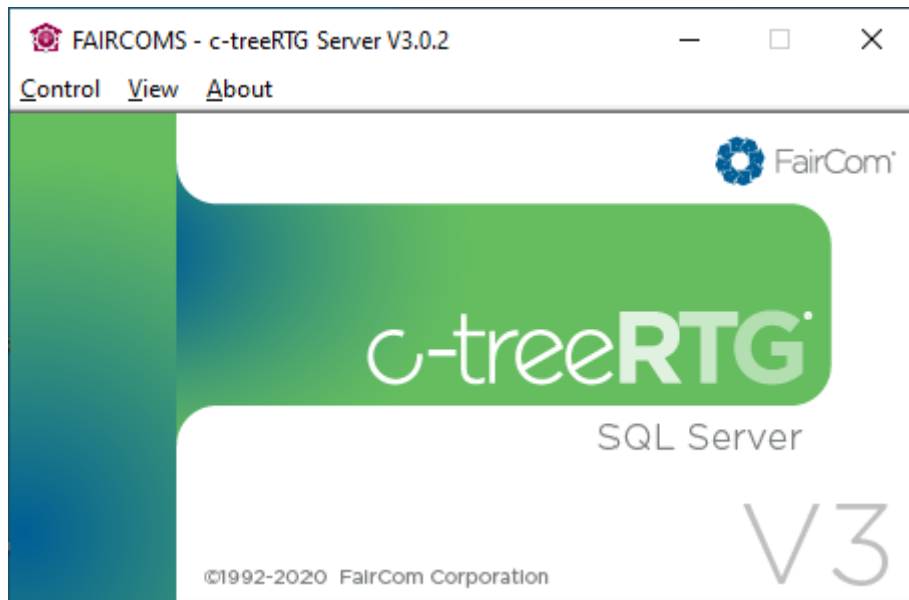 FAIRCOMS - c-treeRTG Server V3.0.2
Control View About
FairCom
c-treeRTG
SQL Server
V3
©1992-2020 FairCom Corporation